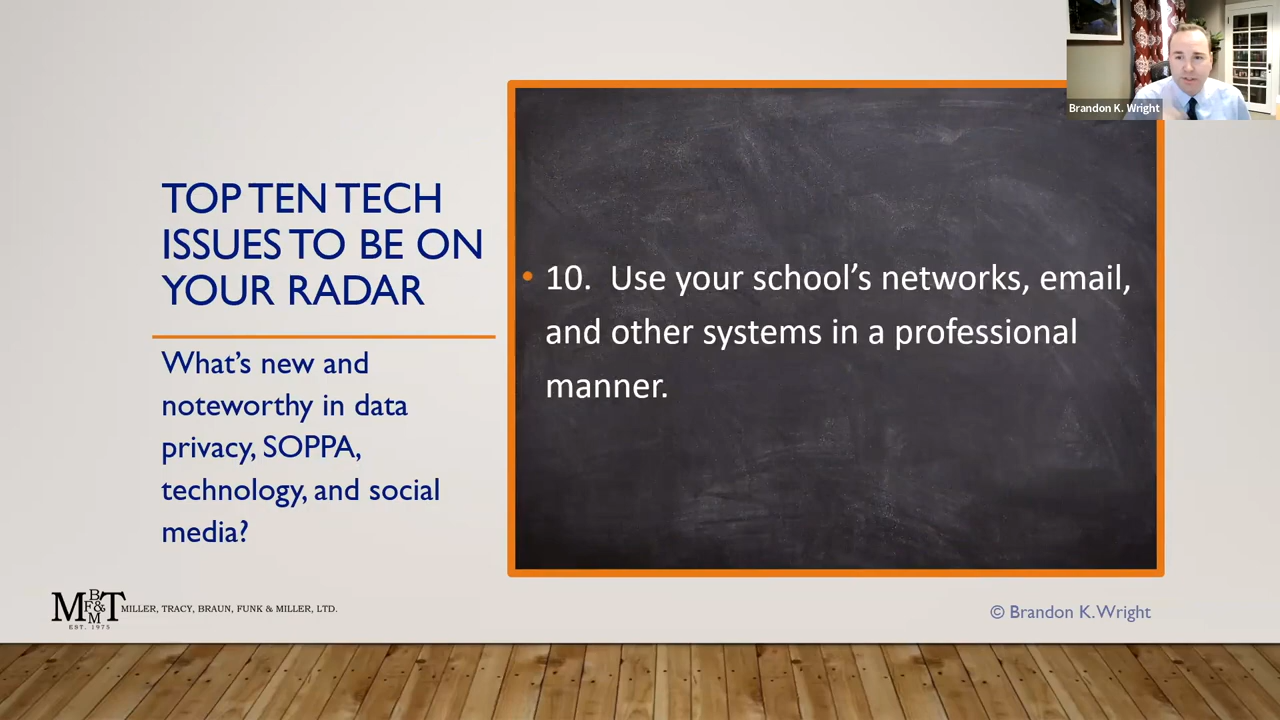 Brandon K. Wright
TOP TEN TECH
ISSUES TO BE ON
YOUR RADAR
What's new and
noteworthy in data
privacy, SOPPA,
technology, and social
media?
• 10.  Use your school's networks, email,
and other systems in a professional
manner.
MBF&MT
MILLER, TRACY, BRAUN, FUNK & MILLER, LTD.
EST. 1975
© Brandon K. Wright